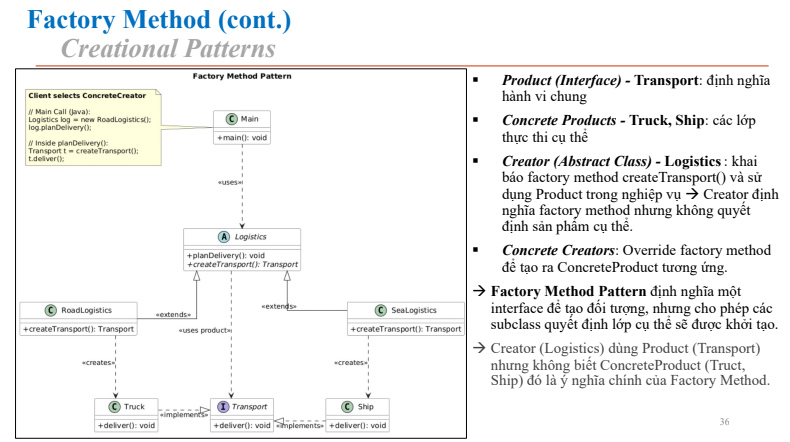 Factory Method (cont.)
Creational Patterns
Factory Method Pattern
Client selects ConcreteCreator
// Main Call (Java):
Logistics log = new RoadLogistics();
log.planDelivery();
// Inside planDelivery():
Transport t = createTransport();
t.deliver();
C Main
+main(): void
«uses»
A Logistics
+planDelivery(): void
+createTransport(): Transport
«extends»
«extends»
C RoadLogistics
+createTransport(): Transport
«uses product»
C SeaLogistics
+createTransport(): Transport
«creates»
«creates»
C Truck
+deliver(): void
«implements»
I Transport
+deliver(): void
«implements»
C Ship
+deliver(): void
▪ Product (Interface) - Transport: định nghĩa
hành vi chung
▪ Concrete Products - Truck, Ship: các lớp
thực thi cụ thể
▪ Creator (Abstract Class) - Logistics : khai
báo factory method createTransport() và sử
dụng Product trong nghiệp vụ → Creator định
nghĩa factory method nhưng không quyết
định sản phẩm cụ thể.
▪ Concrete Creators: Override factory method
để tạo ra ConcreteProduct tương ứng.
→ Factory Method Pattern định nghĩa một
interface để tạo đối tượng, nhưng cho phép các
subclass quyết định lớp cụ thể sẽ được khởi tạo.
→ Creator (Logistics) dùng Product (Transport)
nhưng không biết ConcreteProduct (Truct,
Ship) đó là ý nghĩa chính của Factory Method.
36